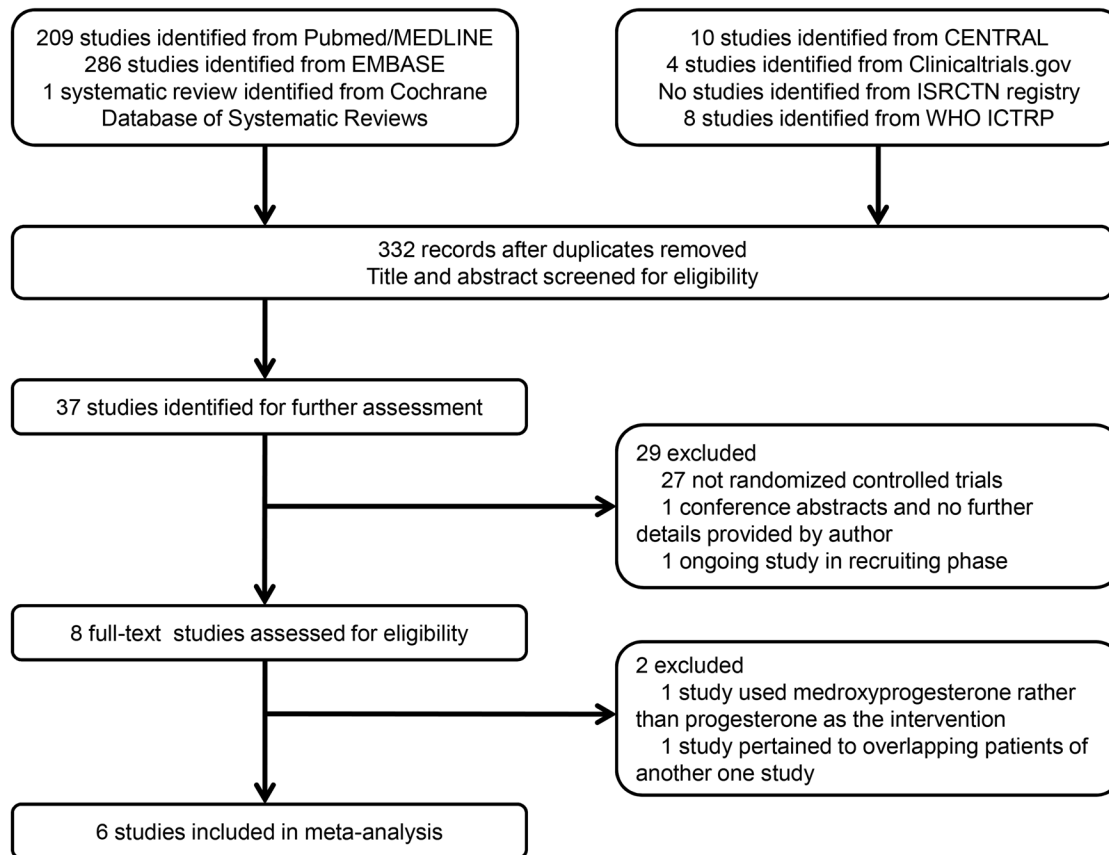 209 studies identified from Pubmed/MEDLINE
286 studies identified from EMBASE
1 systematic review identified from Cochrane
Database of Systematic Reviews
10 studies identified from CENTRAL
4 studies identified from Clinicaltrials.gov
No studies identified from ISRCTN registry
8 studies identified from WHO ICTRP
332 records after duplicates removed
Title and abstract screened for eligibility
37 studies identified for further assessment
29 excluded
27 not randomized controlled trials
1 conference abstracts and no further
details provided by author
1 ongoing study in recruiting phase
8 full-text studies assessed for eligibility
2 excluded
1 study used medroxyprogesterone rather
than progesterone as the intervention
1 study pertained to overlapping patients of
another one study
6 studies included in meta-analysis